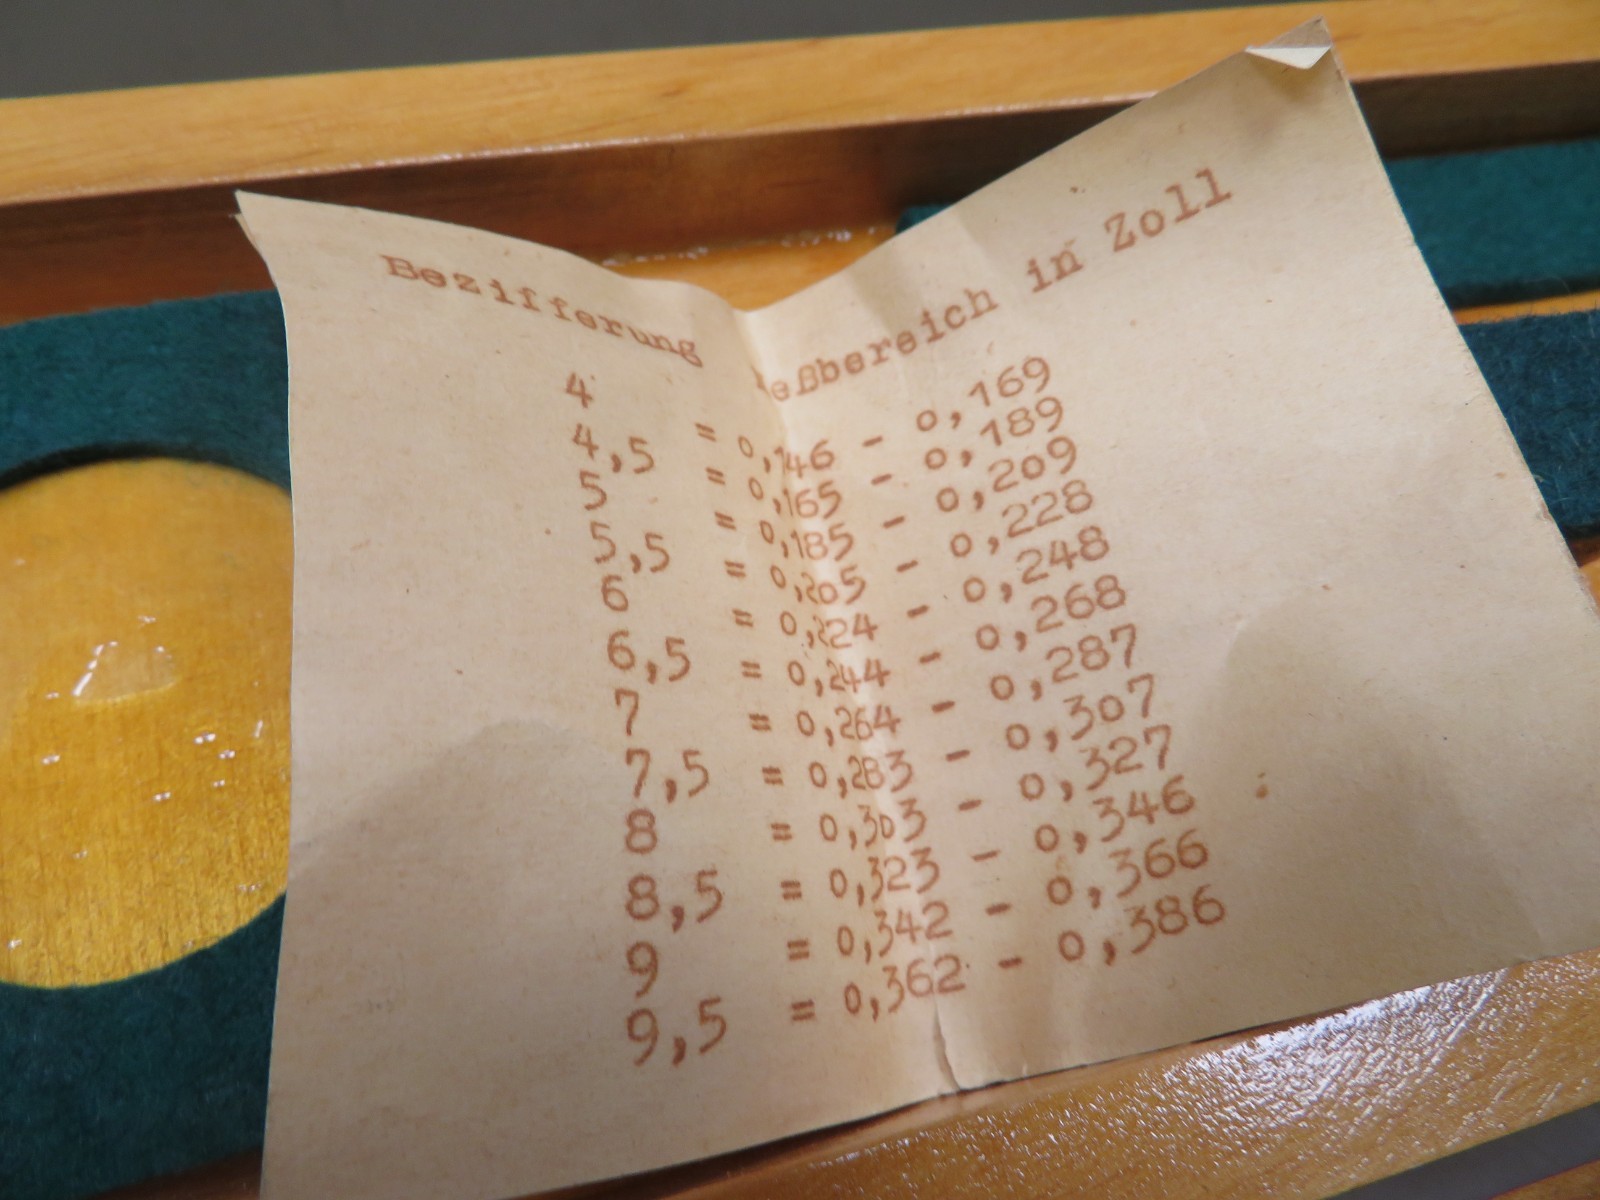 Bezifferung Meßbereich in Zoll
4 = 0,146 - 0,169
4,5 = 0,165 - 0,189
5 = 0,185 - 0,209
5,5 = 0,205 - 0,228
6 = 0,224 - 0,248
6,5 = 0,244 - 0,268
7 = 0,264 - 0,287
7,5 = 0,283 - 0,307
8 = 0,303 - 0,327
8,5 = 0,323 - 0,346
9 = 0,342 - 0,366
9,5 = 0,362 - 0,386